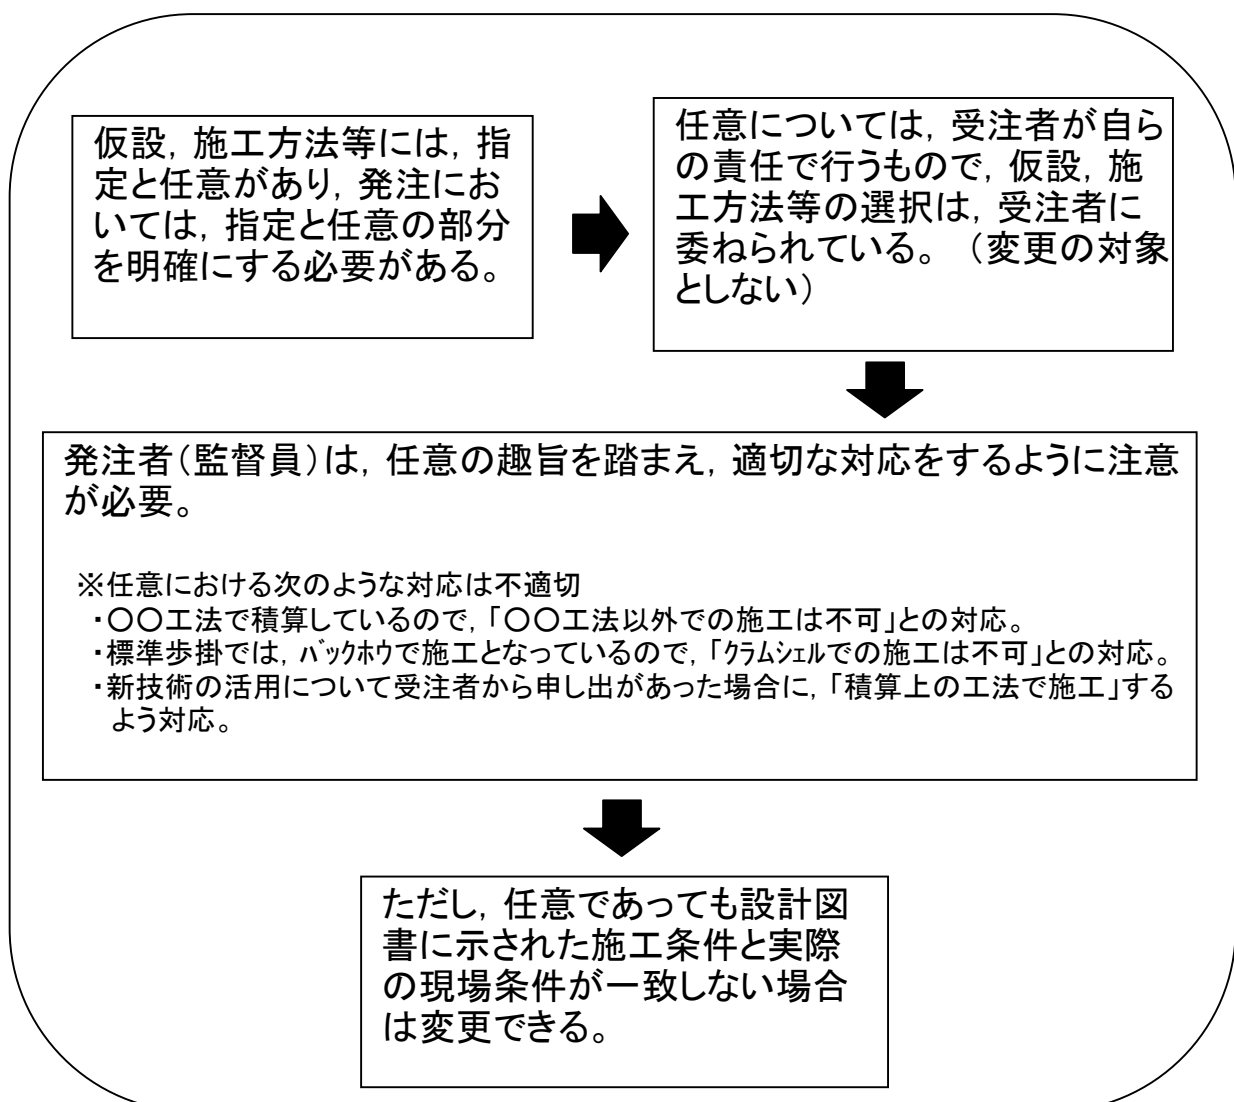 仮設，施工方法等には，指
定と任意があり，発注にお
いては，指定と任意の部分
を明確にする必要がある。
任意については，受注者が自ら
の責任で行うもので，仮設，施
工方法等の選択は，受注者に
委ねられている。（変更の対象
としない）
発注者（監督員）は，任意の趣旨を踏まえ，適切な対応をするように注意
が必要。
※任意における次のような対応は不適切
・〇〇工法で積算しているので，「〇〇工法以外での施工は不可」との対応。
・標準歩掛では，ﾊﾞｯｸﾎｳで施工となっているので，「ｸﾗﾑｼｪﾙでの施工は不可」との対応。
・新技術の活用について受注者から申し出があった場合に，「積算上の工法で施工」する
よう対応。
ただし，任意であっても設計図
書に示された施工条件と実際
の現場条件が一致しない場合
は変更できる。